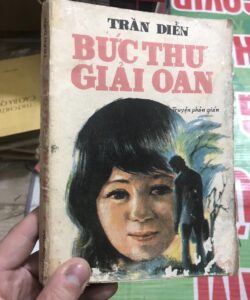 TRẦN DIỄN
BỨC THƯ
GIẢI OAN
Truyện phản gián